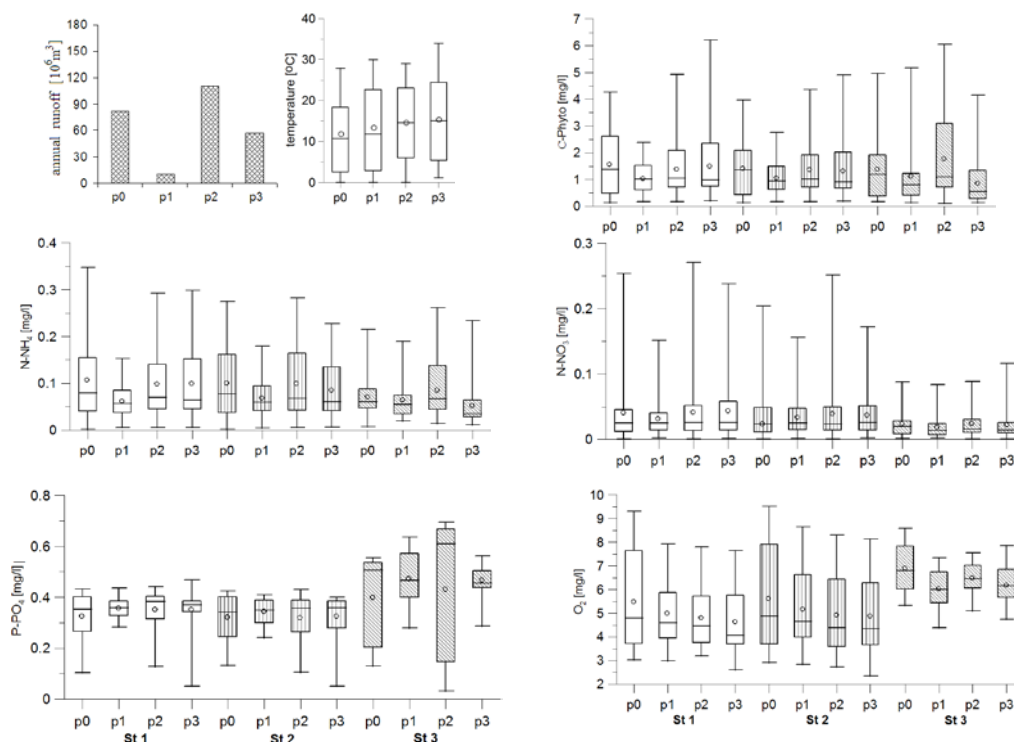 annual runoff [10⁶m³]
180
150
120
90
60
30
0
p0 p1 p2 p3
temperature [ºC]
40
30
20
10
0
p0 p1 p2 p3
C-Phyto [mg/l]
7
6
5
4
3
2
1
0
p0 p1 p2 p3 p0 p1 p2 p3 p0 p1 p2 p3
N-NH₄ [mg/l]
0.4
0.3
0.2
0.1
0
p0 p1 p2 p3 p0 p1 p2 p3 p0 p1 p2 p3
N-NO₃ [mg/l]
0.3
0.2
0.1
0
p0 p1 p2 p3 p0 p1 p2 p3 p0 p1 p2 p3
P-PO₄ [mg/l]
0.8
0.6
0.4
0.2
0
p0 p1 p2 p3 p0 p1 p2 p3 p0 p1 p2 p3
St 1 St 2 St 3
O₂ [mg/l]
10
9
8
7
6
5
4
3
2
p0 p1 p2 p3 p0 p1 p2 p3 p0 p1 p2 p3
St 1 St 2 St 3